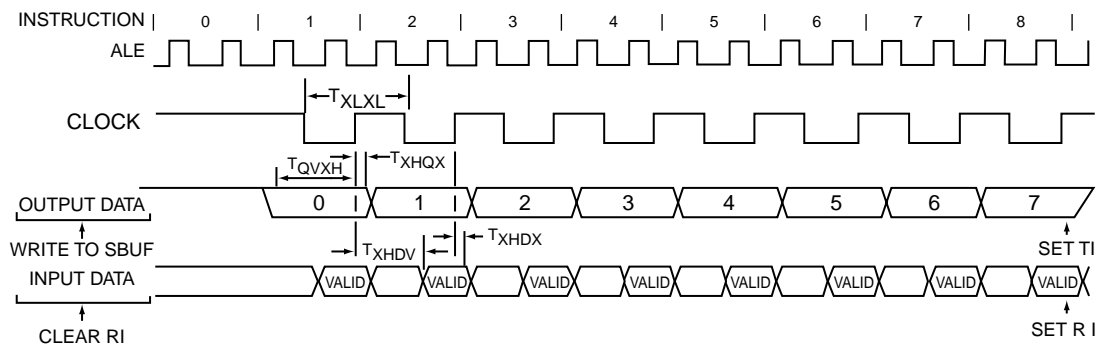 INSTRUCTION 0 1 2 3 4 5 6 7 8
ALE
TXLXL
CLOCK
TQVXH TXHQX
OUTPUT DATA 0 1 2 3 4 5 6 7
WRITE TO SBUF TXHDV TXHDX SET TI
INPUT DATA VALID VALID VALID VALID VALID VALID VALID VALID
CLEAR RI SET R I